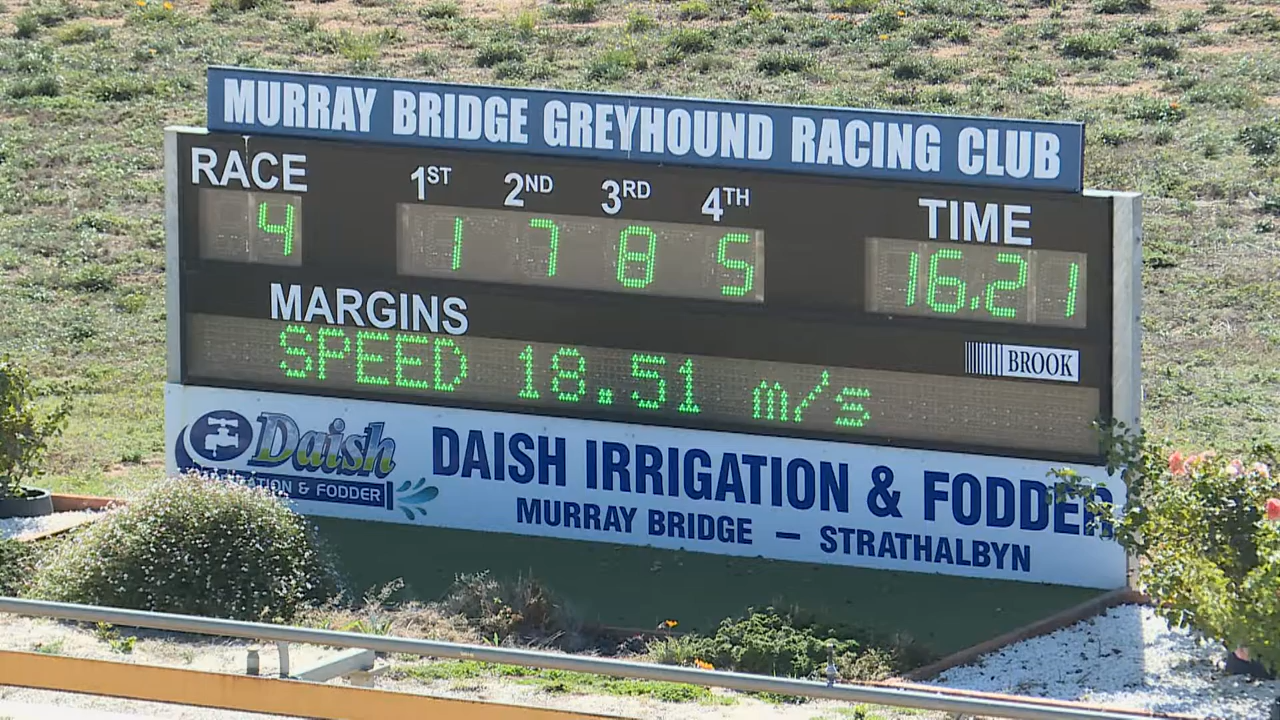 MURRAY BRIDGE GREYHOUND RACING CLUB
RACE 1ST 2ND 3RD 4TH TIME
4 1 7 8 5 16.21
MARGINS
BROOK
SPEED 18.51 m/s
Daish
& FODDER
DAISH IRRIGATION & FODDER
MURRAY BRIDGE – STRATHALBYN